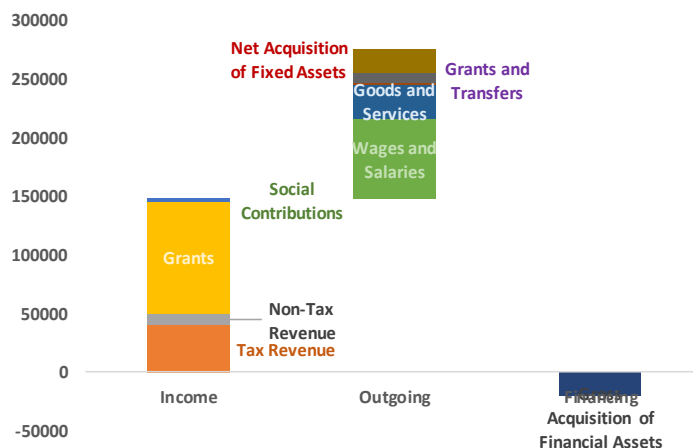 300000
250000
200000
150000
100000
50000
0
-50000
Net Acquisition
of Fixed Assets
Grants and
Transfers
Goods and
Services
Wages and
Salaries
Social
Contributions
Grants
Non-Tax
Revenue
Tax Revenue
Income
Outgoing
Financing
Acquisition of
Financial Assets